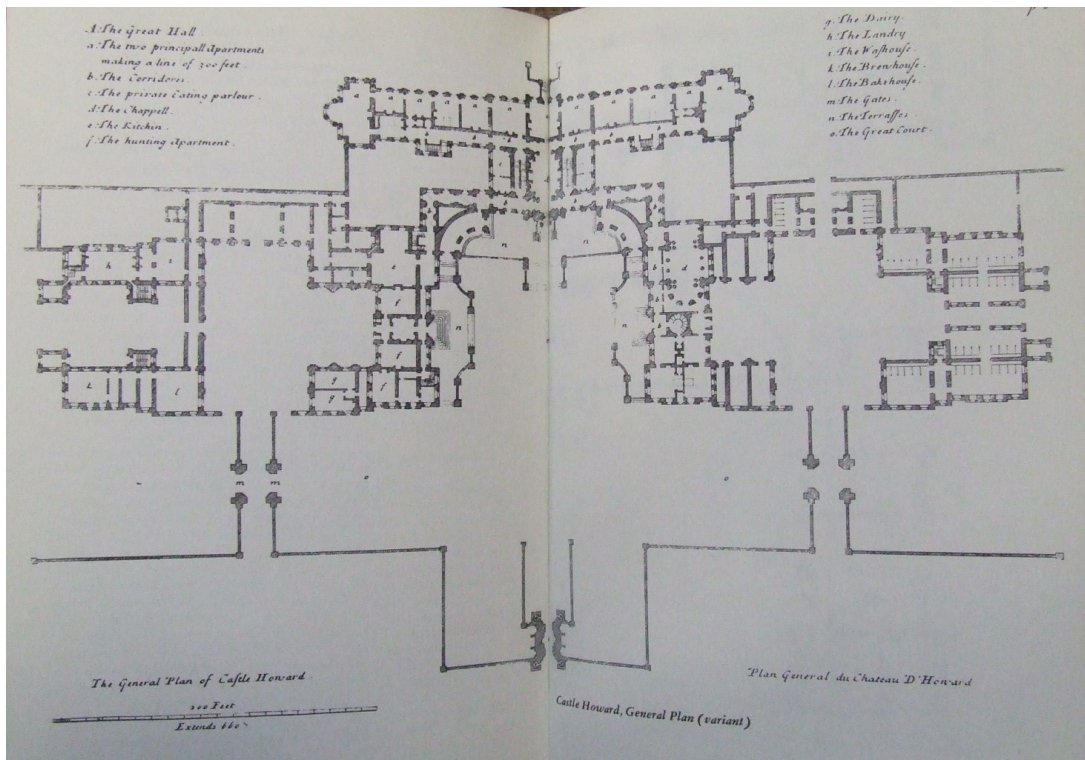 A. The Great Hall.
a. The two principall Apartments
making a line of 300 feet.
b. The Corridores.
c. The private Eating parlour.
d. The Chappell.
e. The Kitchin.
f. The hunting Apartment.
g. The Dairy.
h. The Landry
i. The Washouse.
k. The Brewhouse.
l. The Bakehouse.
m. The Gates.
n. The Terrasses.
o. The Great Court.
The General Plan of Castle Howard.
Plan General du Chateau D'Howard
Feet
Extends 660
Castle Howard, General Plan (variant)